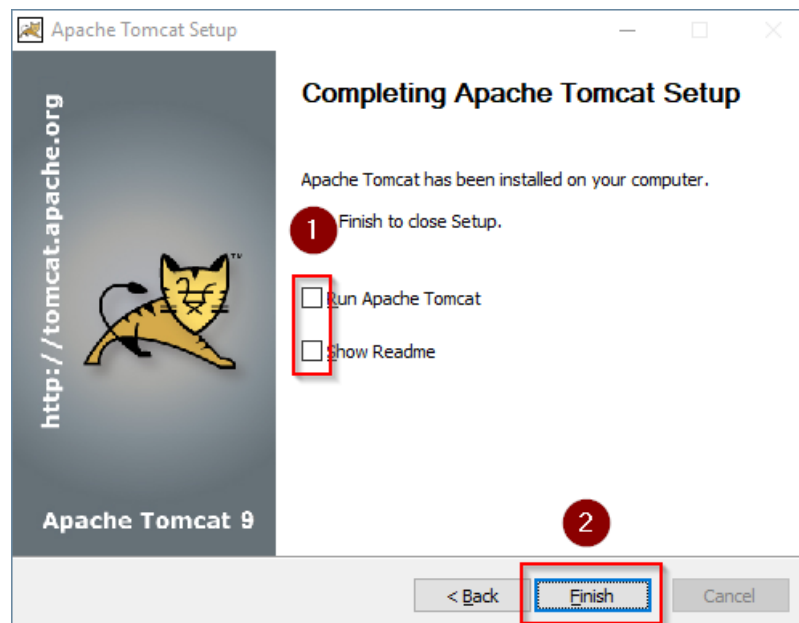 Apache Tomcat Setup
http://tomcat.apache.org
Completing Apache Tomcat Setup
Apache Tomcat has been installed on your computer.
1
Finish to close Setup.
TM
Run Apache Tomcat
Show Readme
Apache Tomcat 9
2
< Back
Finish
Cancel